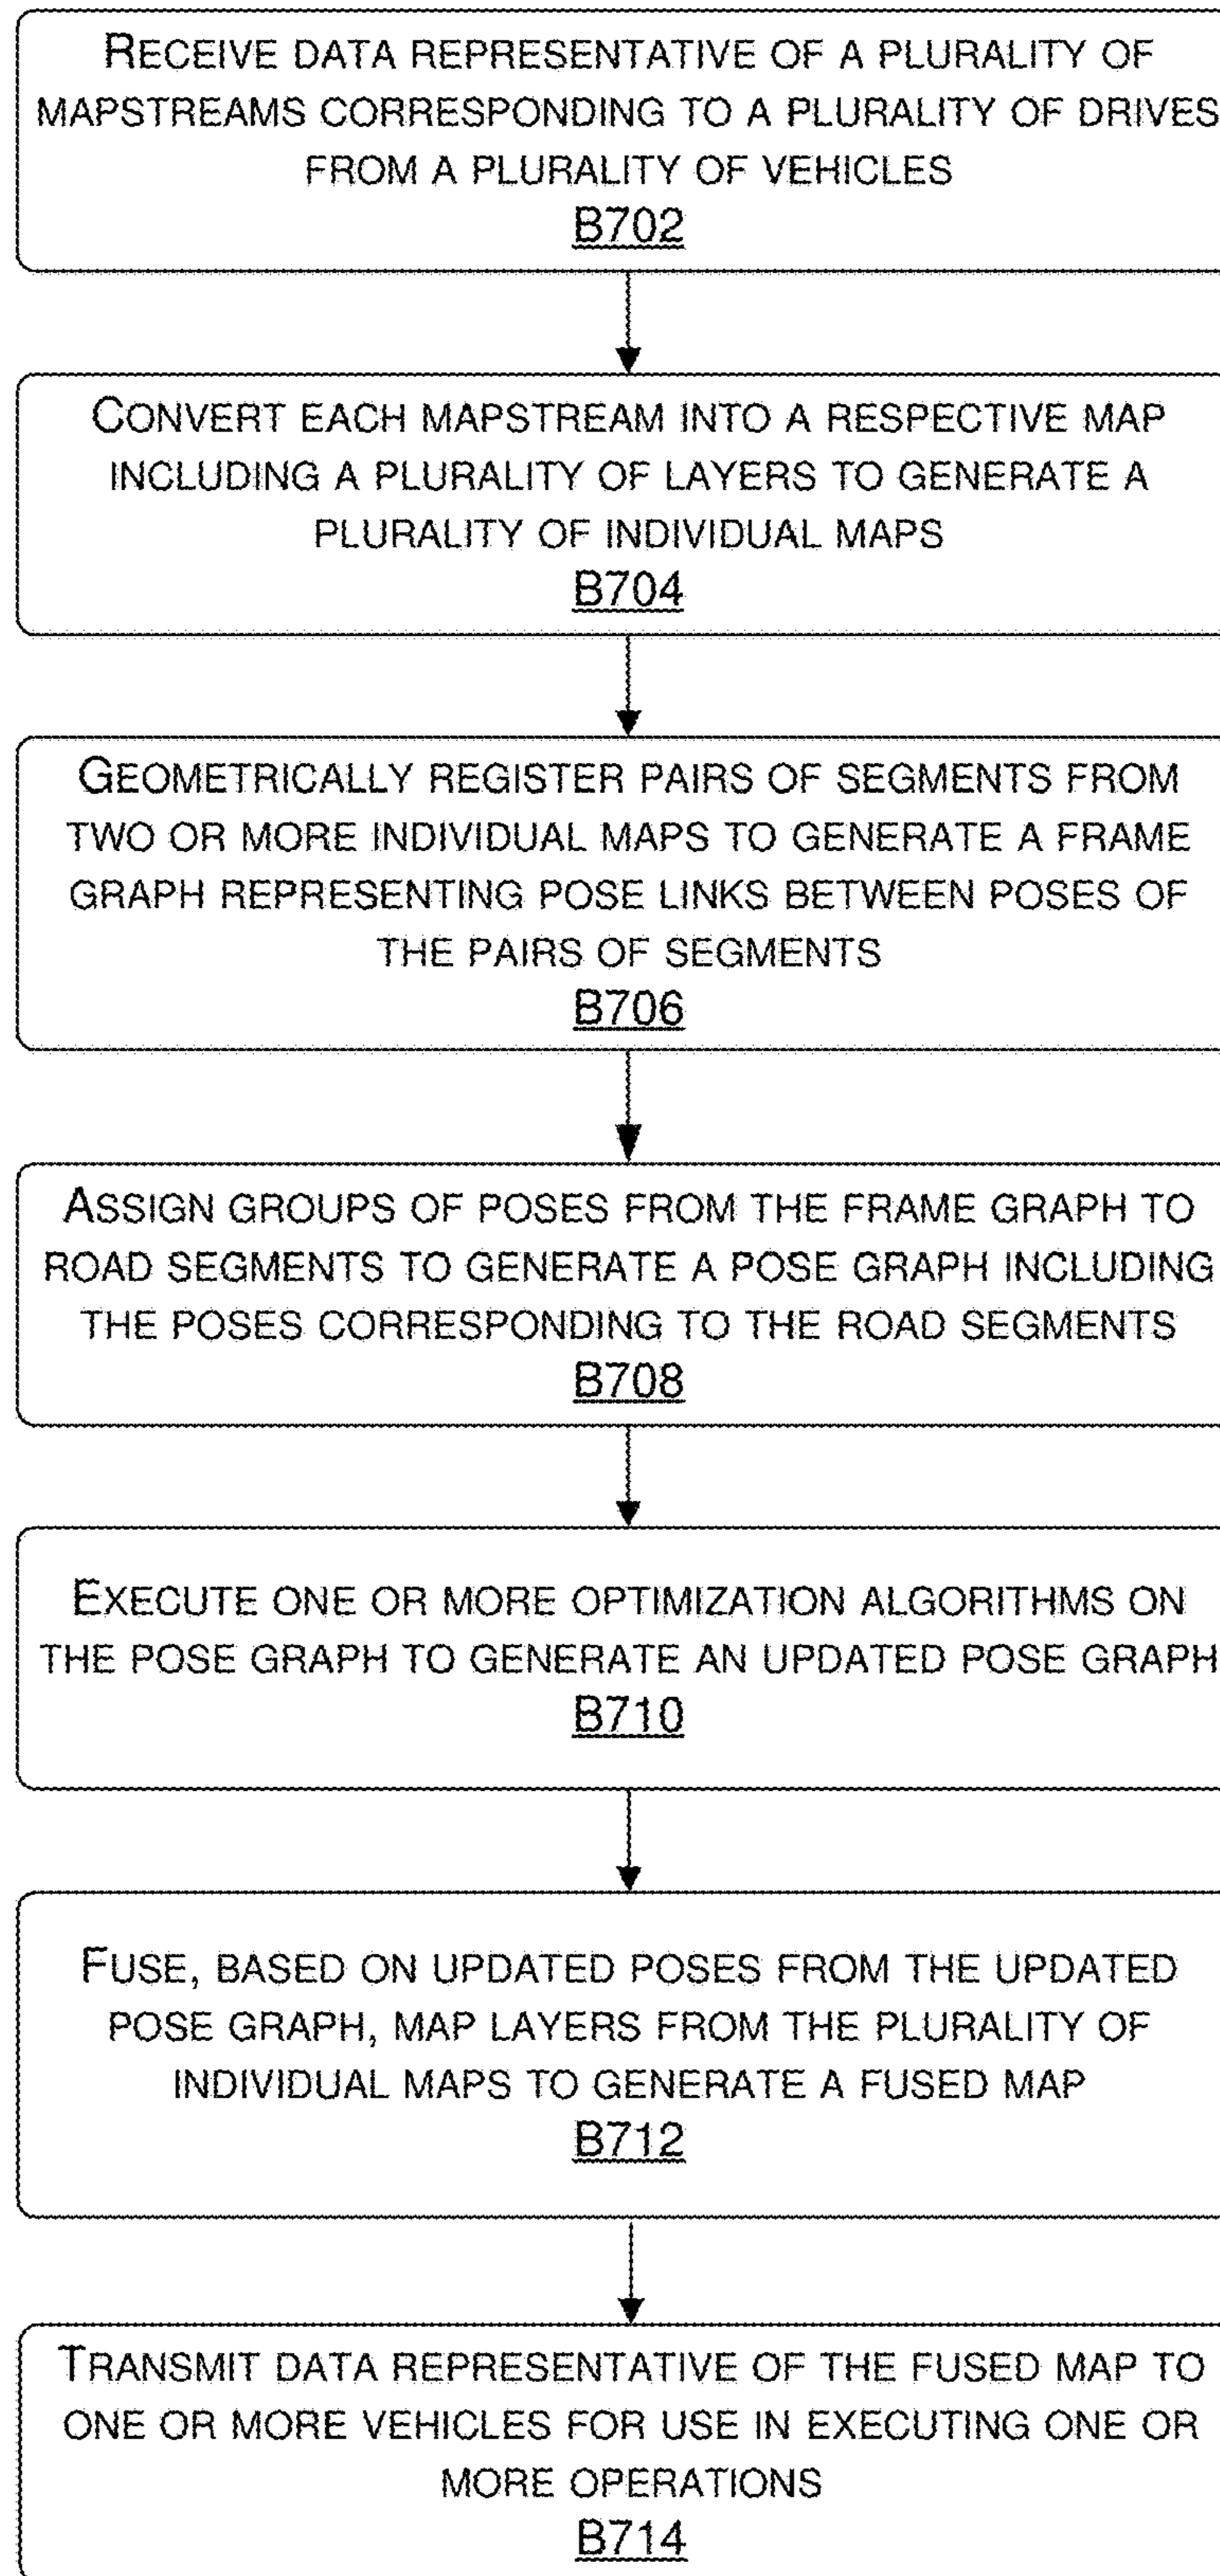 RECEIVE DATA REPRESENTATIVE OF A PLURALITY OF
MAPSTREAMS CORRESPONDING TO A PLURALITY OF DRIVES
FROM A PLURALITY OF VEHICLES
B702
CONVERT EACH MAPSTREAM INTO A RESPECTIVE MAP
INCLUDING A PLURALITY OF LAYERS TO GENERATE A
PLURALITY OF INDIVIDUAL MAPS
B704
GEOMETRICALLY REGISTER PAIRS OF SEGMENTS FROM
TWO OR MORE INDIVIDUAL MAPS TO GENERATE A FRAME
GRAPH REPRESENTING POSE LINKS BETWEEN POSES OF
THE PAIRS OF SEGMENTS
B706
ASSIGN GROUPS OF POSES FROM THE FRAME GRAPH TO
ROAD SEGMENTS TO GENERATE A POSE GRAPH INCLUDING
THE POSES CORRESPONDING TO THE ROAD SEGMENTS
B708
EXECUTE ONE OR MORE OPTIMIZATION ALGORITHMS ON
THE POSE GRAPH TO GENERATE AN UPDATED POSE GRAPH
B710
FUSE, BASED ON UPDATED POSES FROM THE UPDATED
POSE GRAPH, MAP LAYERS FROM THE PLURALITY OF
INDIVIDUAL MAPS TO GENERATE A FUSED MAP
B712
TRANSMIT DATA REPRESENTATIVE OF THE FUSED MAP TO
ONE OR MORE VEHICLES FOR USE IN EXECUTING ONE OR
MORE OPERATIONS
B714